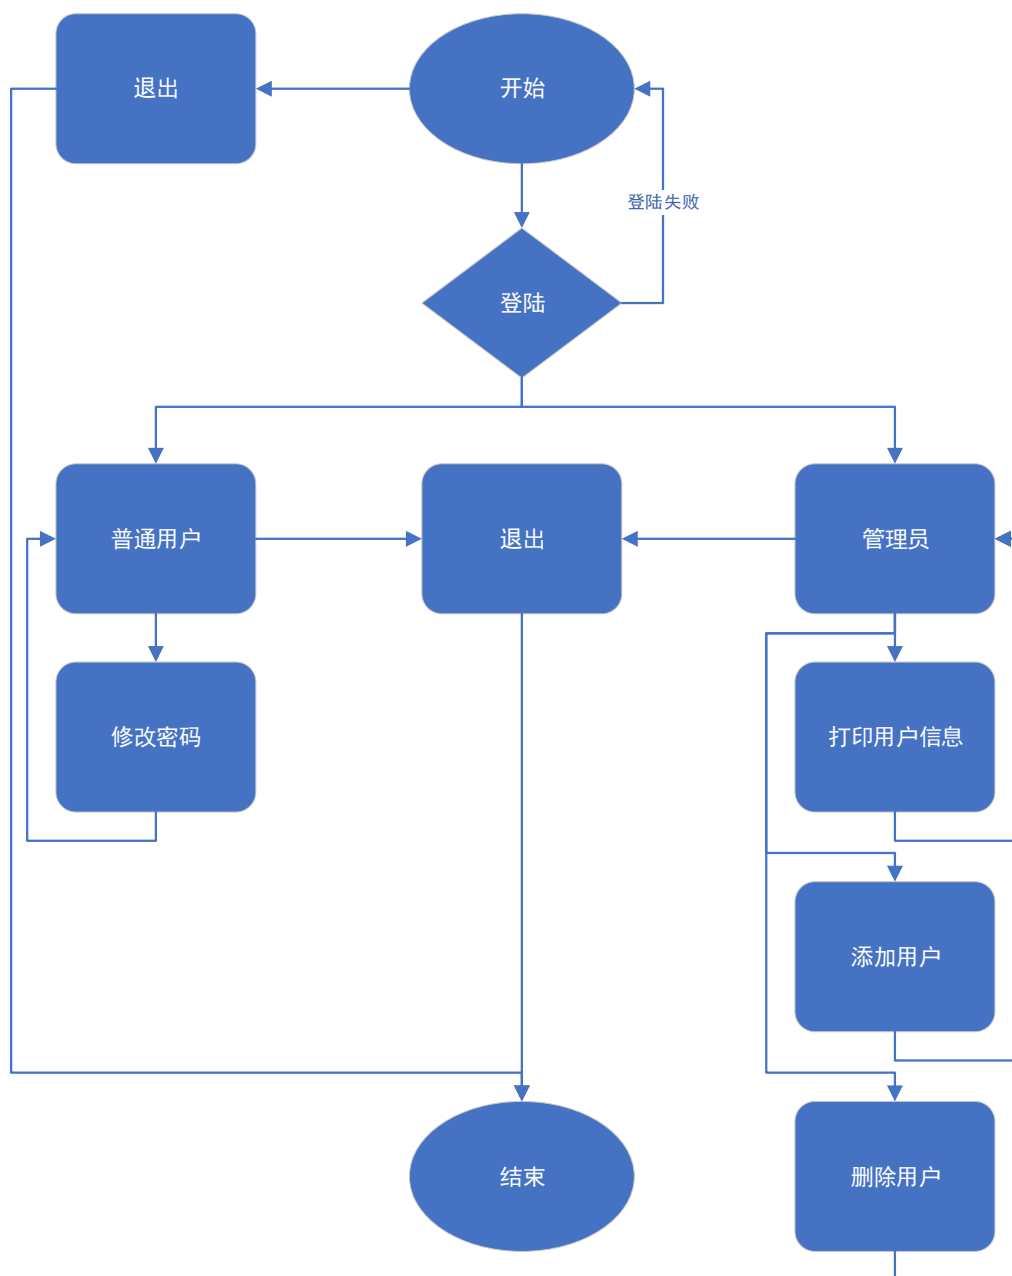 退出
开始
登陆失败
登陆
普通用户
退出
管理员
修改密码
打印用户信息
添加用户
结束
删除用户